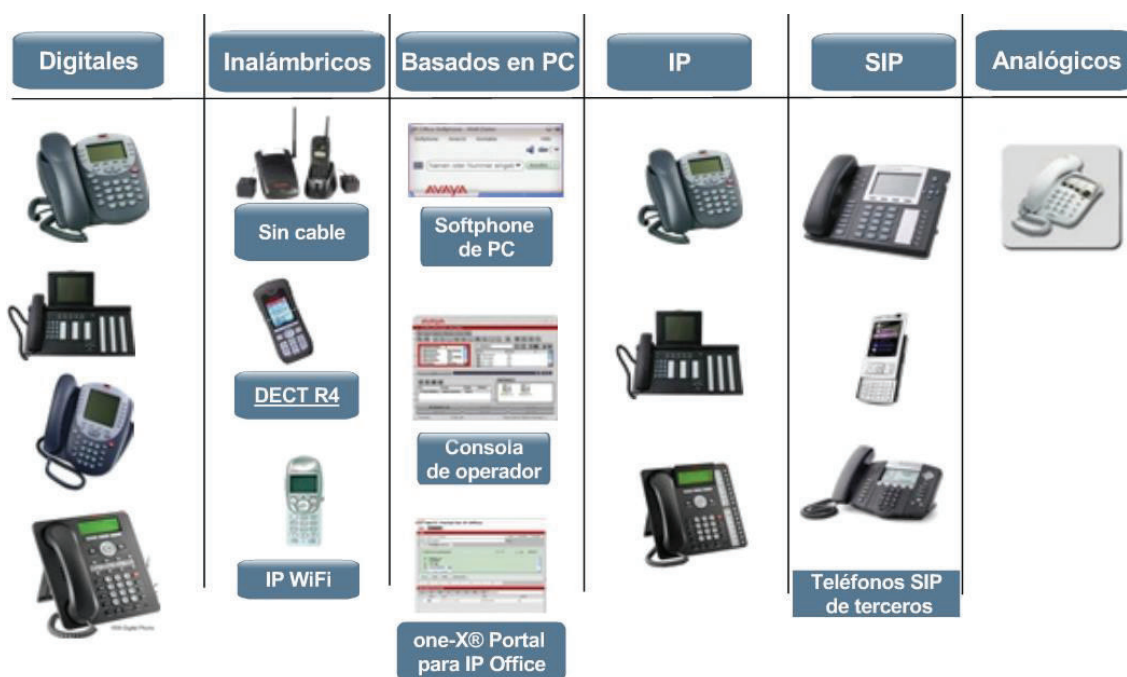 Digitales
Inalámbricos
Basados en PC
IP
SIP
Analógicos
Sin cable
AVAYA
Softphone
de PC
DECT R4
AVAYA
Consola
de operador
IP WiFi
Teléfonos SIP
de terceros
one-X® Portal
para IP Office